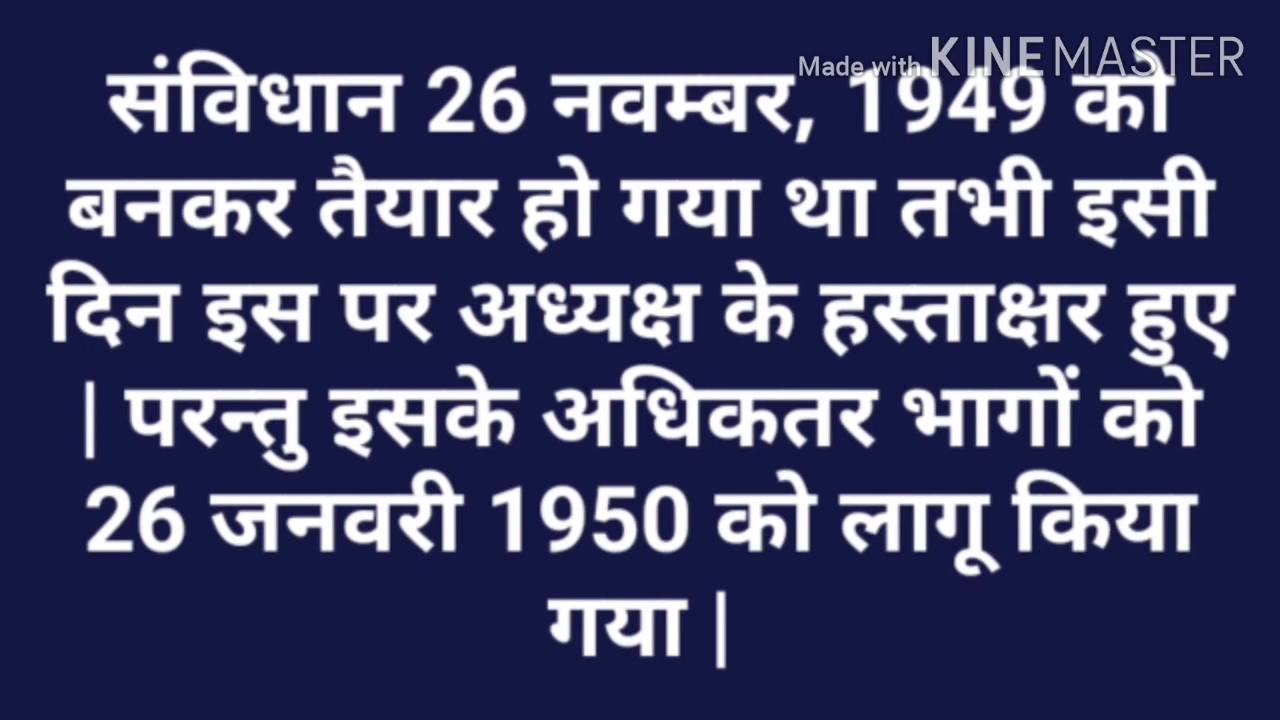 Made with KINEMASTER
संविधान 26 नवम्बर, 1949 को
बनकर तैयार हो गया था तभी इसी
दिन इस पर अध्यक्ष के हस्ताक्षर हुए
| परन्तु इसके अधिकतर भागों को
26 जनवरी 1950 को लागू किया
गया |